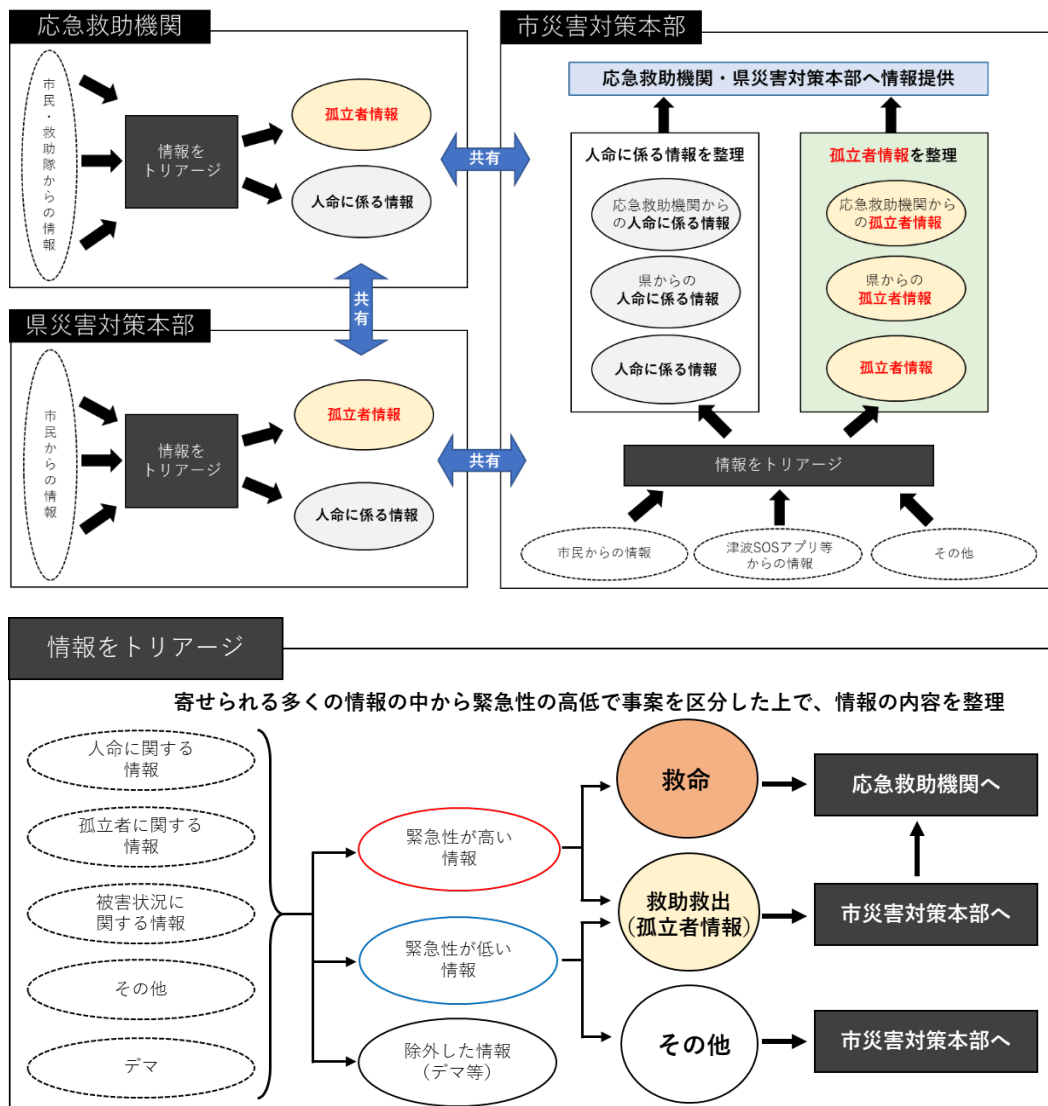 応急救助機関
市民・救助隊からの情報
情報を
トリアージ
孤立者情報
人命に係る情報
共有
共有
県災害対策本部
市民からの情報
情報を
トリアージ
孤立者情報
人命に係る情報
共有
市災害対策本部
応急救助機関・県災害対策本部へ情報提供
人命に係る情報を整理
応急救助機関から
の人命に係る情報
県からの
人命に係る情報
人命に係る情報
孤立者情報を整理
応急救助機関から
の孤立者情報
県からの
孤立者情報
孤立者情報
情報をトリアージ
市民からの情報
津波SOSアプリ等
からの情報
その他
情報をトリアージ
寄せられる多くの情報の中から緊急性の高低で事案を区分した上で、情報の内容を整理
人命に関する
情報
孤立者に関する
情報
被害状況に
関する情報
その他
デマ
緊急性が高い
情報
緊急性が低い
情報
除外した情報
（デマ等）
救命
救助救出
（孤立者情報）
その他
応急救助機関へ
市災害対策本部へ
市災害対策本部へ